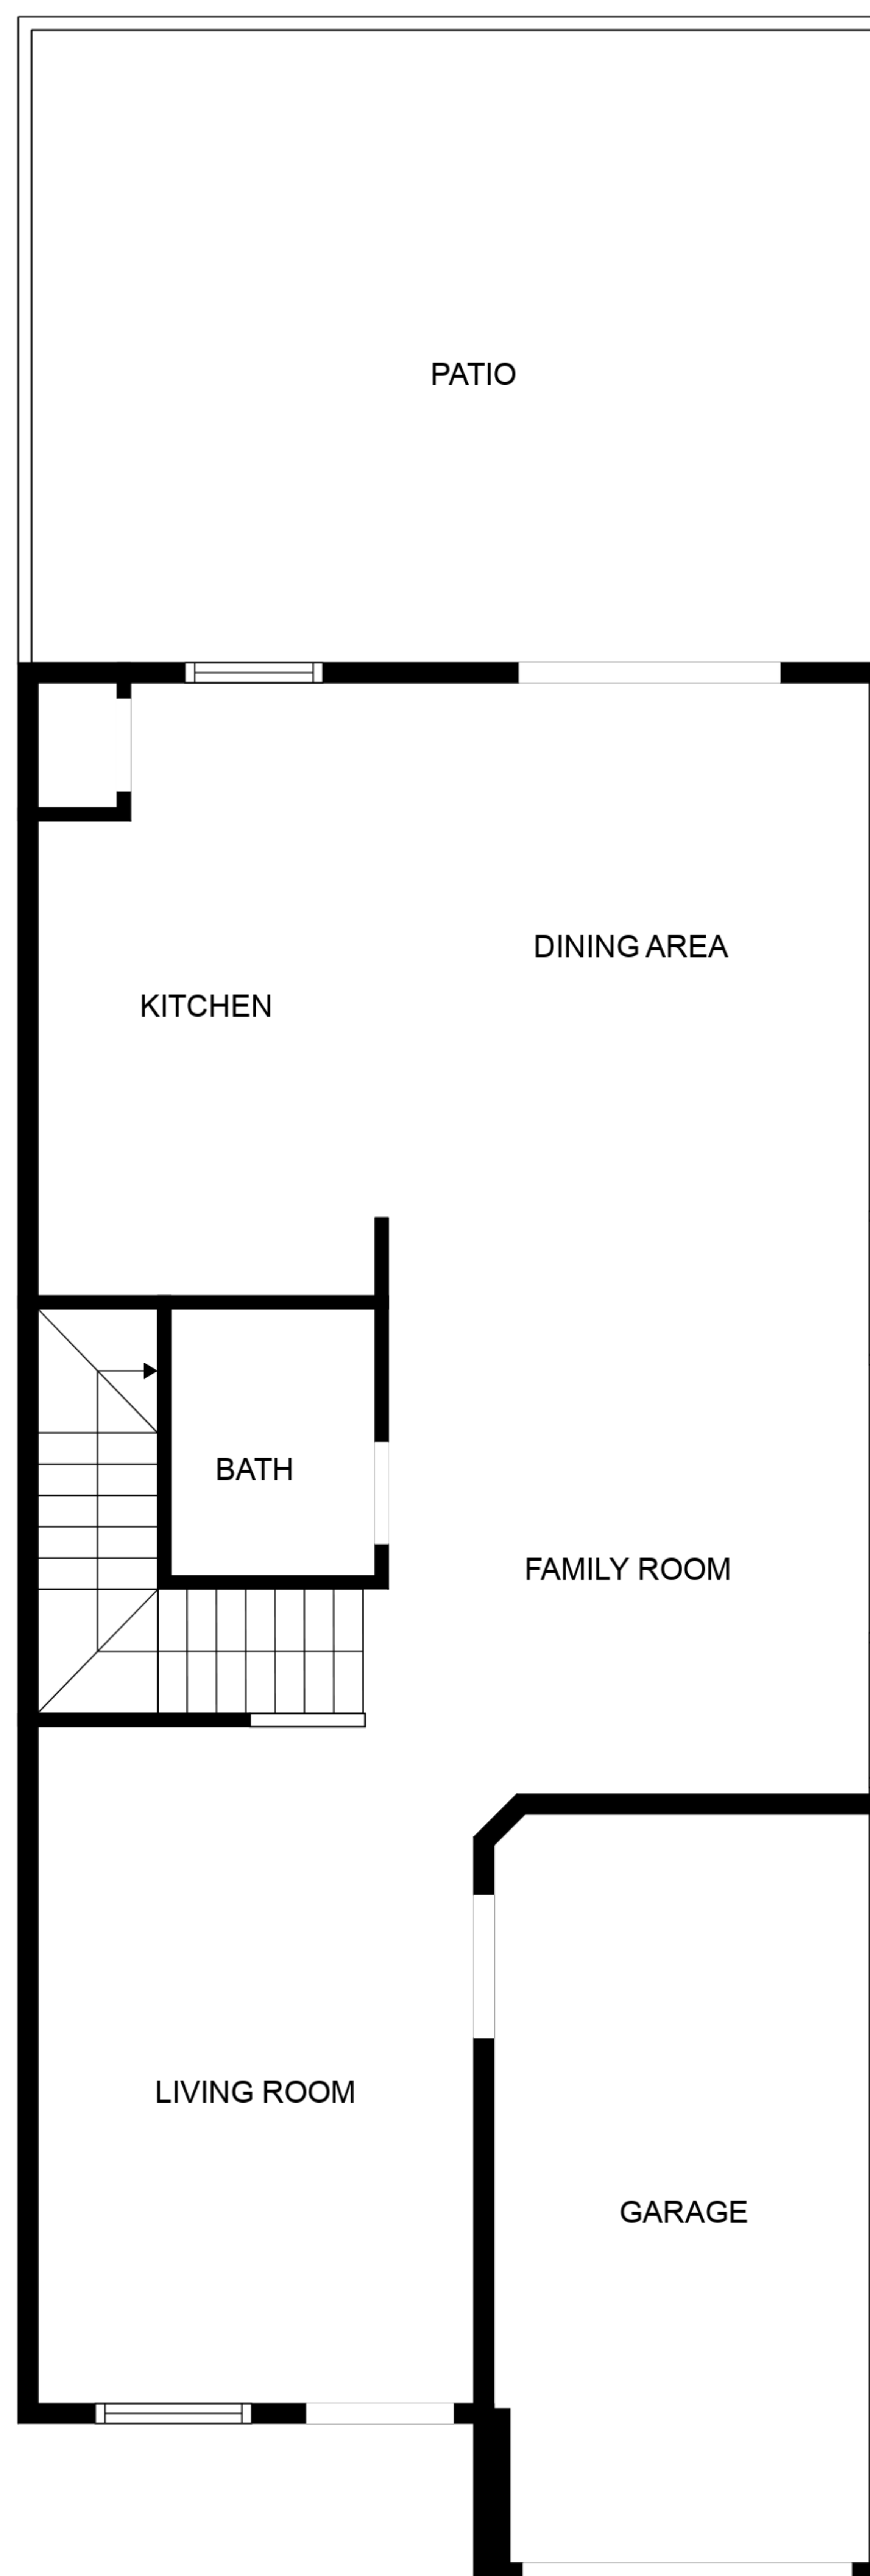 PATIO
DINING AREA
KITCHEN
BATH
FAMILY ROOM
LIVING ROOM
GARAGE